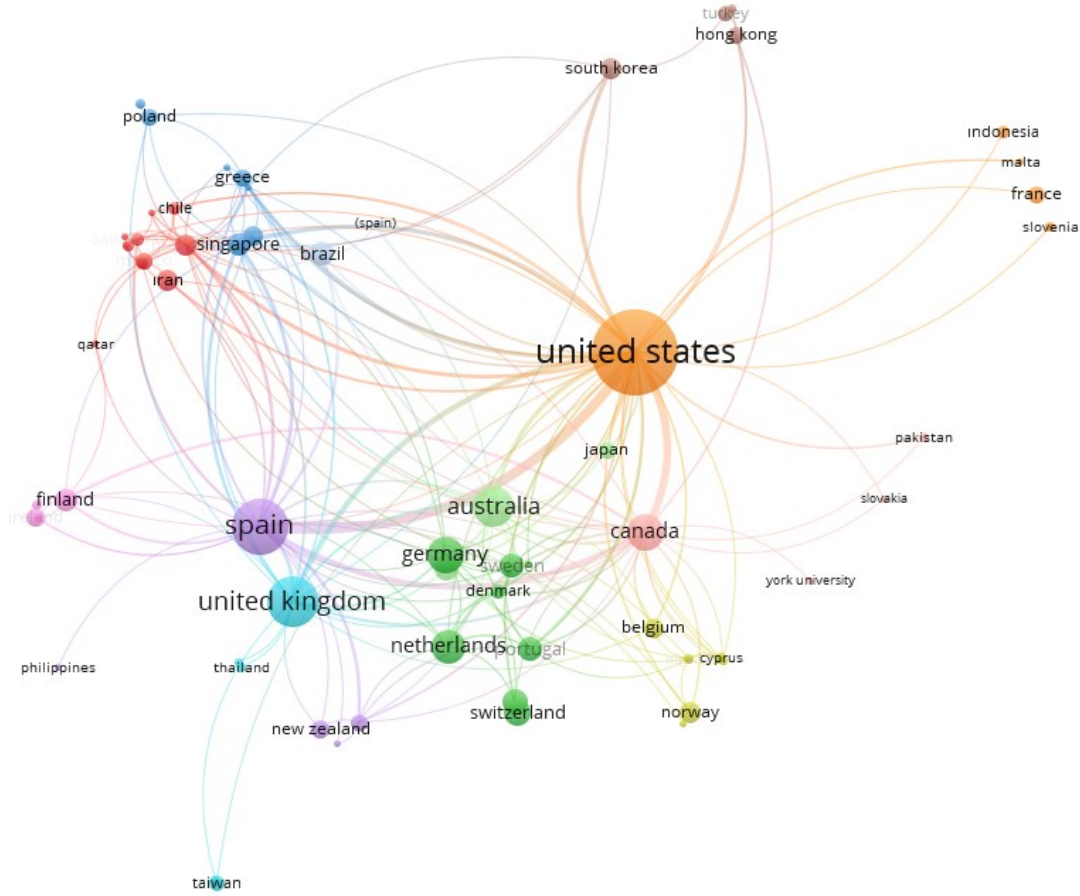 turkey
hong kong
south korea
poland
indonesia
malta
greece
france
chile
(spain)
slovenia
singapore
brazil
iran
qatar
united states
pakistan
japan
finland
slovakia
australia
spain
canada
germany
sweden
york university
denmark
united kingdom
belgium
netherlands
portugal
cyprus
philippines
thailand
switzerland
norway
new zealand
taiwan
ireland